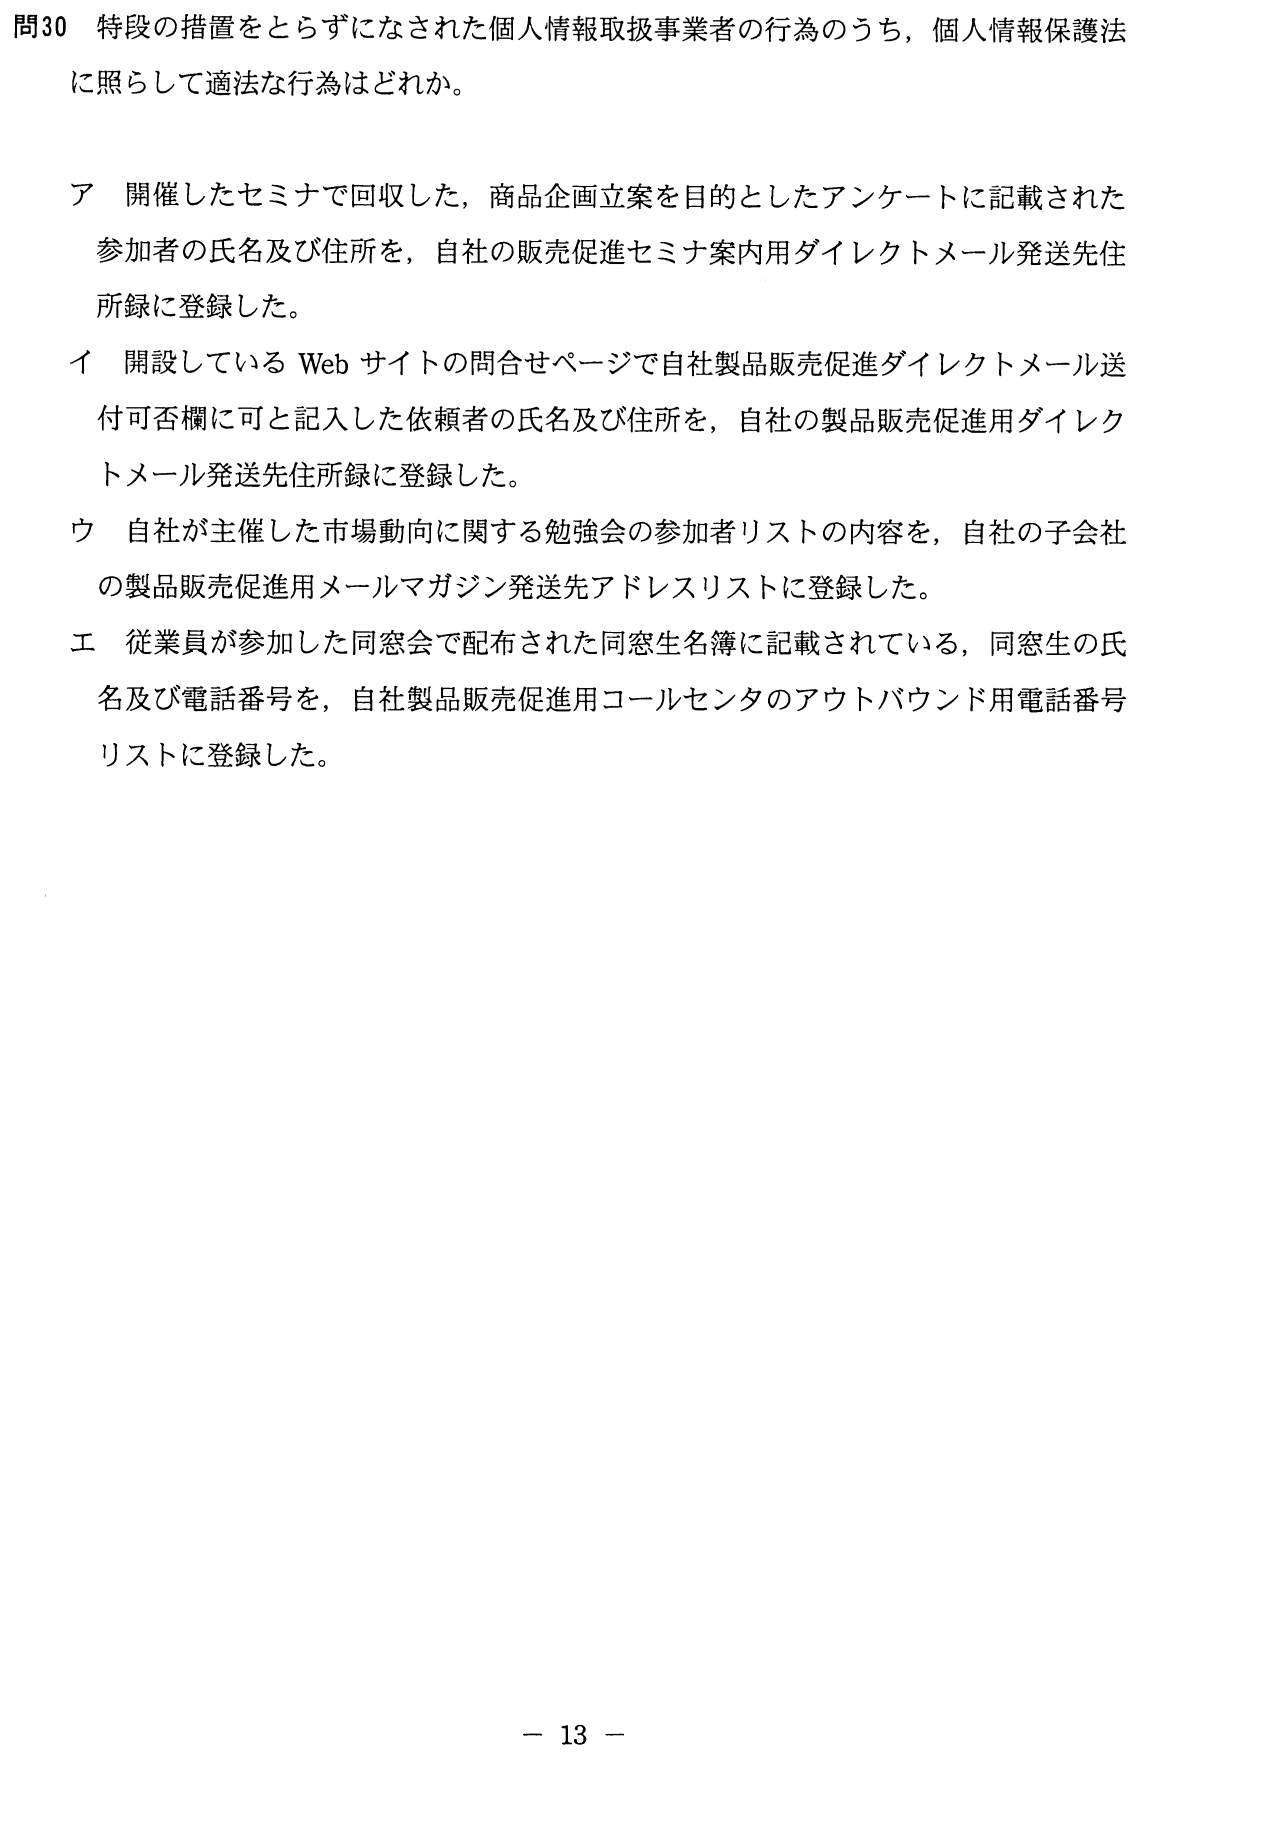 問30 特段の措置をとらずになされた個人情報取扱事業者の行為のうち，個人情報保護法
に照らして適法な行為はどれか。
ア 開催したセミナで回収した，商品企画立案を目的としたアンケートに記載された
参加者の氏名及び住所を，自社の販売促進セミナ案内用ダイレクトメール発送先住
所録に登録した。
イ 開設している Web サイトの問合せページで自社製品販売促進ダイレクトメール送
付可否欄に可と記入した依頼者の氏名及び住所を，自社の製品販売促進用ダイレク
トメール発送先住所録に登録した。
ウ 自社が主催した市場動向に関する勉強会の参加者リストの内容を，自社の子会社
の製品販売促進用メールマガジン発送先アドレスリストに登録した。
エ 従業員が参加した同窓会で配布された同窓生名簿に記載されている，同窓生の氏
名及び電話番号を，自社製品販売促進用コールセンタのアウトバウンド用電話番号
リストに登録した。
— 13 —